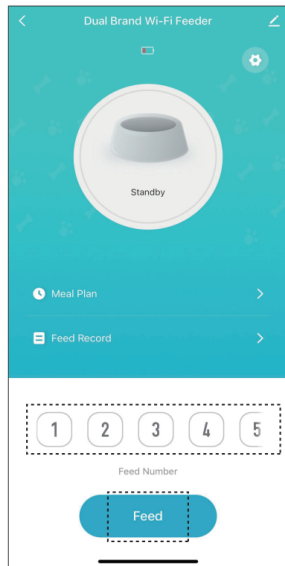 Dual Brand Wi-Fi Feeder
Standby
Meal Plan
Feed Record
1 2 3 4 5
Feed Number
Feed